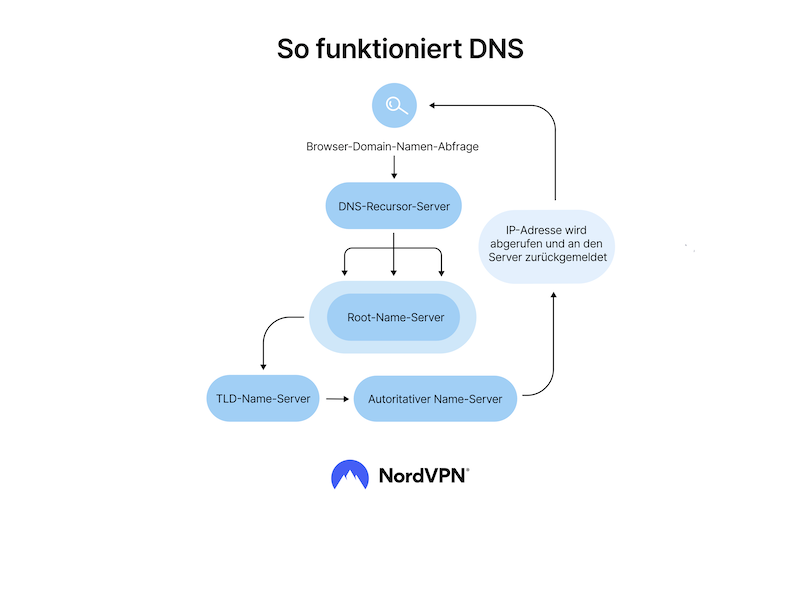 So funktioniert DNS
Browser-Domain-Namen-Abfrage
DNS-Recursor-Server
IP-Adresse wird
abgerufen und an den
Server zurückgemeldet
Root-Name-Server
TLD-Name-Server
Autoritativer Name-Server
NordVPN®